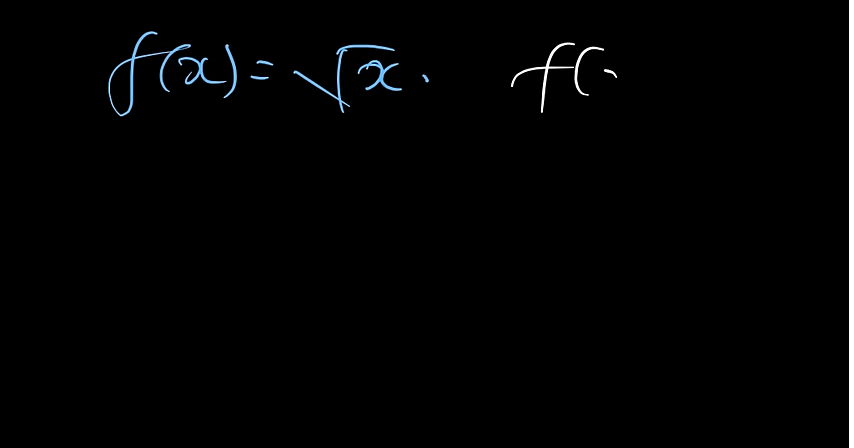 f(x) = √x. f(